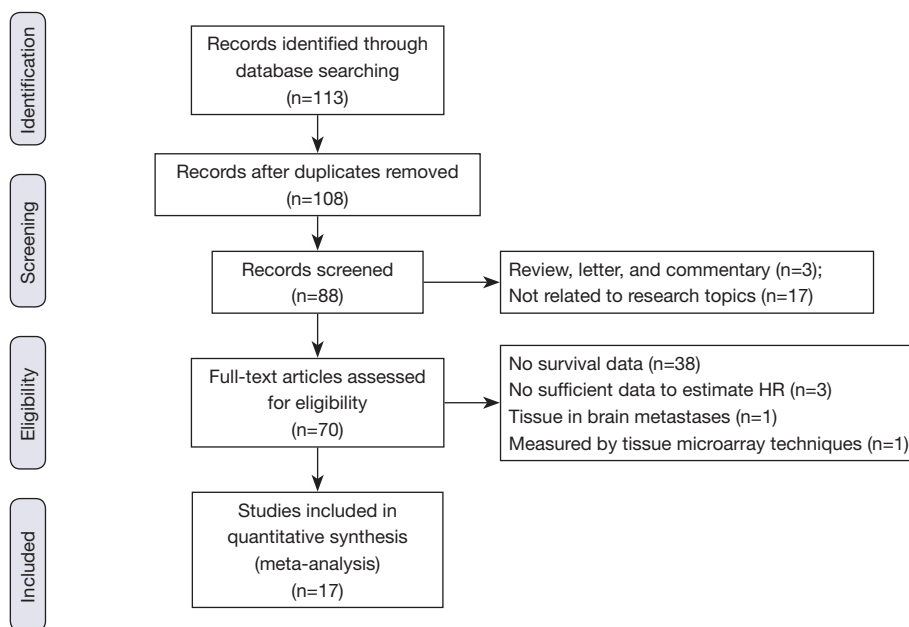 Identification
Records identified through
database searching
(n=113)
Records after duplicates removed
(n=108)
Screening
Records screened
(n=88)
Review, letter, and commentary (n=3);
Not related to research topics (n=17)
Eligibility
Full-text articles assessed
for eligibility
(n=70)
No survival data (n=38)
No sufficient data to estimate HR (n=3)
Tissue in brain metastases (n=1)
Measured by tissue microarray techniques (n=1)
Included
Studies included in
quantitative synthesis
(meta-analysis)
(n=17)